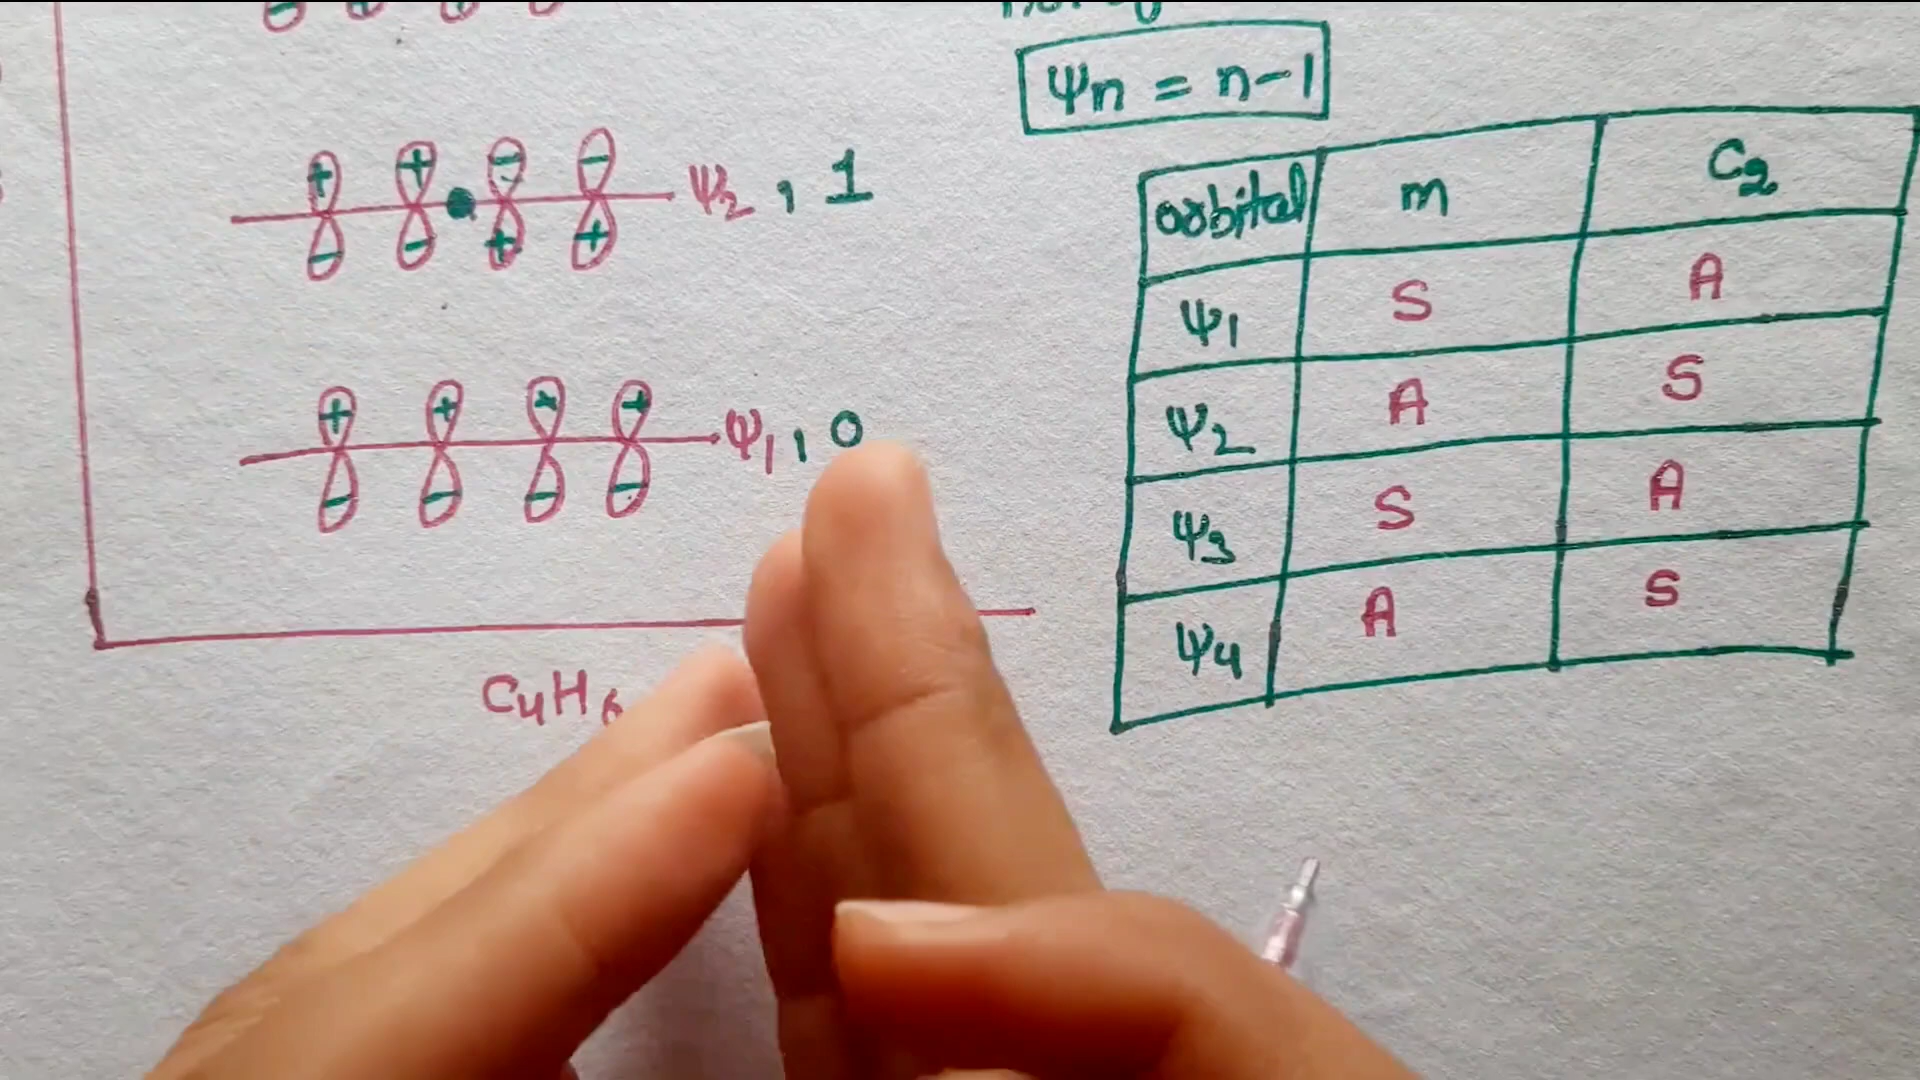 ψn = n-1
+ + - - ψ2, 1
- - + +
+ + + + ψ1, 0
- - - -
C4H6
orbital m C2
ψ1 S A
ψ2 A S
ψ3 S A
ψ4 A S